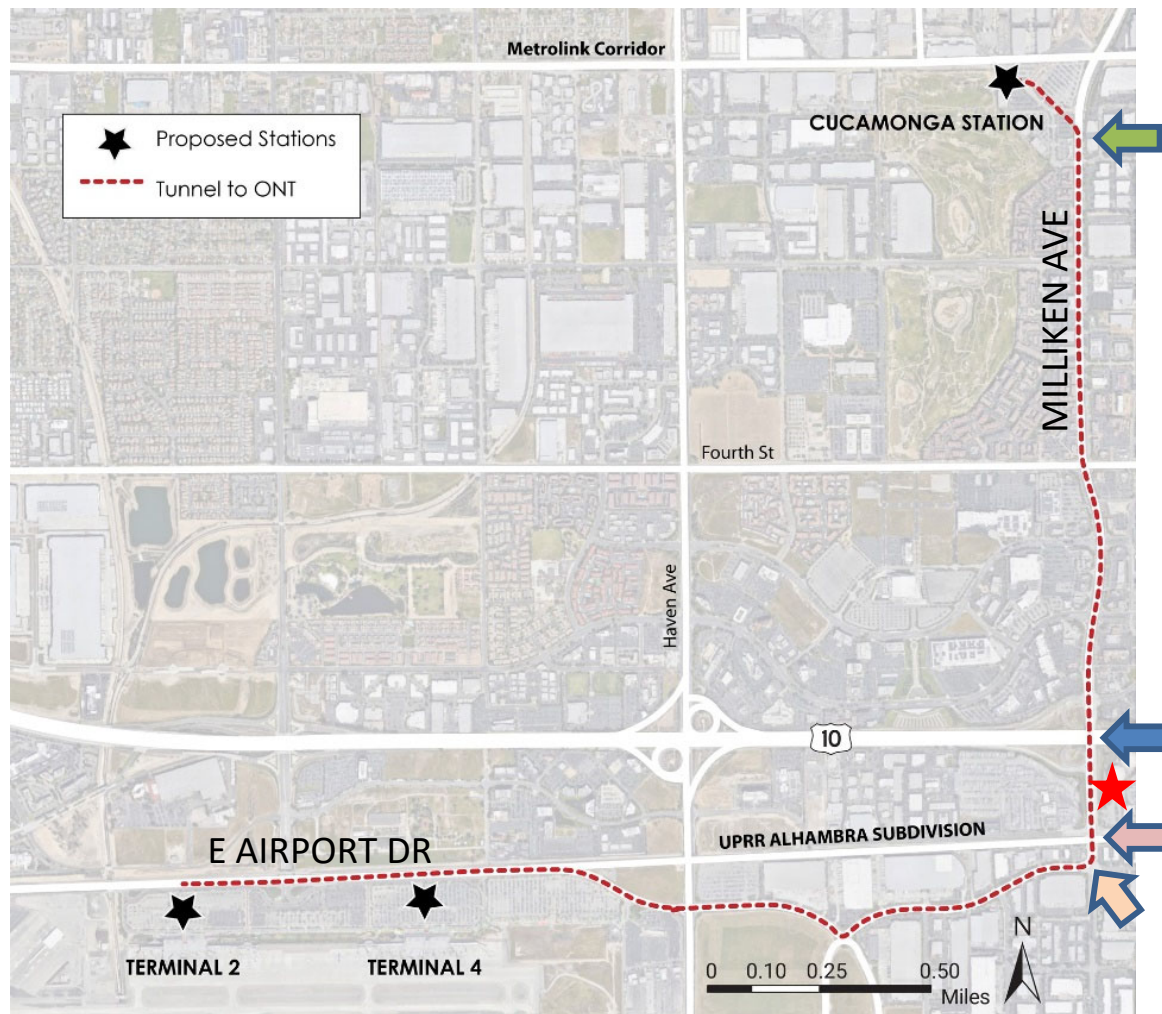 Metrolink Corridor
Proposed Stations
Tunnel to ONT
CUCAMONGA STATION
MILLIKEN AVE
Fourth St
Haven Ave
10
UPRR ALHAMBRA SUBDIVISION
E AIRPORT DR
TERMINAL 2
TERMINAL 4
N
0 0.10 0.25 0.50
Miles